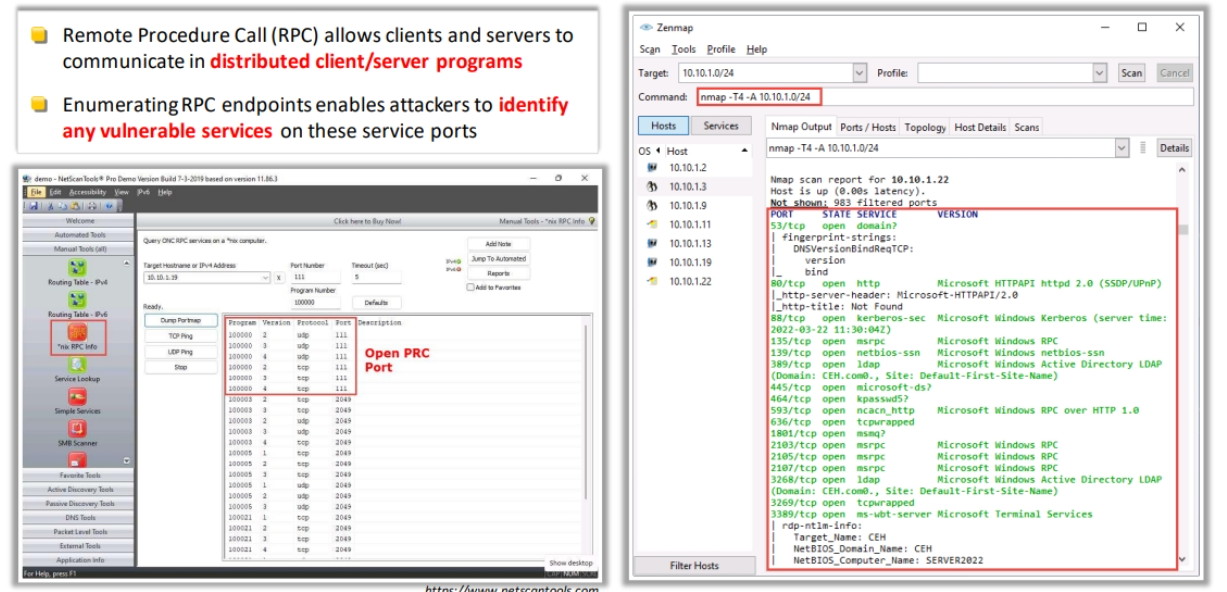 Remote Procedure Call (RPC) allows clients and servers to
communicate in distributed client/server programs
Enumerating RPC endpoints enables attackers to identify
any vulnerable services on these service ports
demo - NetScanTools® Pro Demo Version Build 7-3-2019 based on version 11.86.3
File Edit Accessibility View IPv6 Help
Welcome
Automated Tools
Manual Tools (all)
Routing Table - IPv4
Routing Table - IPv6
*nix RPC Info
Service Lookup
Simple Services
SMB Scanner
Favorite Tools
Active Discovery Tools
Passive Discovery Tools
DNS Tools
Packet Level Tools
External Tools
Application Info
For Help, press F1
Click here to Buy Now!
Manual Tools - *nix RPC Info
Query ONC RPC services on a *nix computer.
Add Note
Jump To Automated
Reports
Add to Favorites
Target Hostname or IPv4 Address
Port Number
Timeout (sec)
IPv4
IPv6
10.10.1.19
X
111
5
Program Number
100000
Defaults
Ready.
Dump Portmap
TCP Ping
UDP Ping
Stop
Program Version Protocol Port Description
100000 2 udp 111
100000 3 udp 111
100000 4 udp 111
100000 2 tcp 111
100000 3 tcp 111
100000 4 tcp 111
Open PRC
Port
100003 2 tcp 2049
100003 3 tcp 2049
100003 2 udp 2049
100003 3 udp 2049
100003 4 tcp 2049
100005 1 tcp 2049
100005 2 tcp 2049
100005 3 tcp 2049
100005 1 udp 2049
100005 2 udp 2049
100005 3 udp 2049
100021 1 tcp 2049
100021 2 tcp 2049
100021 3 tcp 2049
100021 4 tcp 2049
Show desktop
NUM
https://www.netscantools.com
Zenmap
Scan Tools Profile Help
Target: 10.10.1.0/24
Profile:
Scan
Cancel
Command: nmap -T4 -A 10.10.1.0/24
Hosts
Services
Nmap Output Ports / Hosts Topology Host Details Scans
OS Host
nmap -T4 -A 10.10.1.0/24
Details
10.10.1.2
10.10.1.3
10.10.1.9
10.10.1.11
10.10.1.13
10.10.1.19
10.10.1.22
Filter Hosts
Nmap scan report for 10.10.1.22
Host is up (0.00s latency).
Not shown: 983 filtered ports
PORT STATE SERVICE VERSION
53/tcp open domain?
| fingerprint-strings:
| DNSVersionBindReqTCP:
| version
|_ bind
80/tcp open http Microsoft HTTPAPI httpd 2.0 (SSDP/UPnP)
|_http-server-header: Microsoft-HTTPAPI/2.0
|_http-title: Not Found
88/tcp open kerberos-sec Microsoft Windows Kerberos (server time:
2022-03-22 11:30:04Z)
135/tcp open msrpc Microsoft Windows RPC
139/tcp open netbios-ssn Microsoft Windows netbios-ssn
389/tcp open ldap Microsoft Windows Active Directory LDAP
(Domain: CEH.com0., Site: Default-First-Site-Name)
445/tcp open microsoft-ds?
464/tcp open kpasswd5?
593/tcp open ncacn_http Microsoft Windows RPC over HTTP 1.0
636/tcp open tcpwrapped
1801/tcp open msmq?
2103/tcp open msrpc Microsoft Windows RPC
2105/tcp open msrpc Microsoft Windows RPC
2107/tcp open msrpc Microsoft Windows RPC
3268/tcp open ldap Microsoft Windows Active Directory LDAP
(Domain: CEH.com0., Site: Default-First-Site-Name)
3269/tcp open tcpwrapped
3389/tcp open ms-wbt-server Microsoft Terminal Services
| rdp-ntlm-info:
| Target_Name: CEH
| NetBIOS_Domain_Name: CEH
| NetBIOS_Computer_Name: SERVER2022